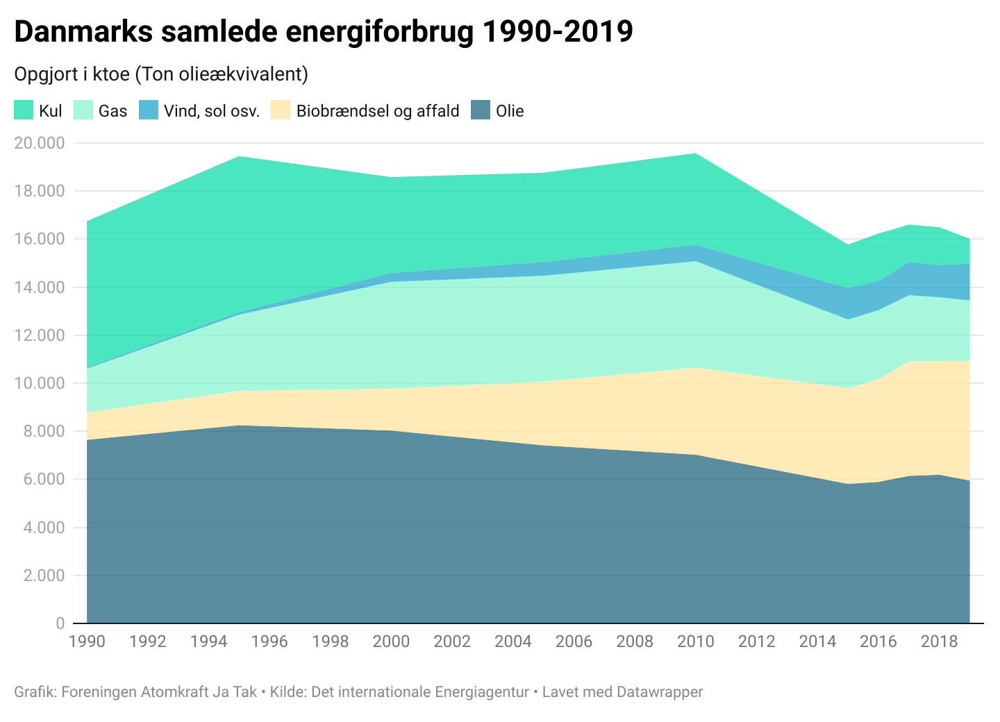 Danmarks samlede energiforbrug 1990-2019
Opgjort i ktoe (Ton olieækvivalent)
Kul Gas Vind, sol osv. Biobrændsel og affald Olie
20.000
18.000
16.000
14.000
12.000
10.000
8.000
6.000
4.000
2.000
0
1990 1992 1994 1996 1998 2000 2002 2004 2006 2008 2010 2012 2014 2016 2018
Grafik: Foreningen Atomkraft Ja Tak • Kilde: Det internationale Energiagentur • Lavet med Datawrapper